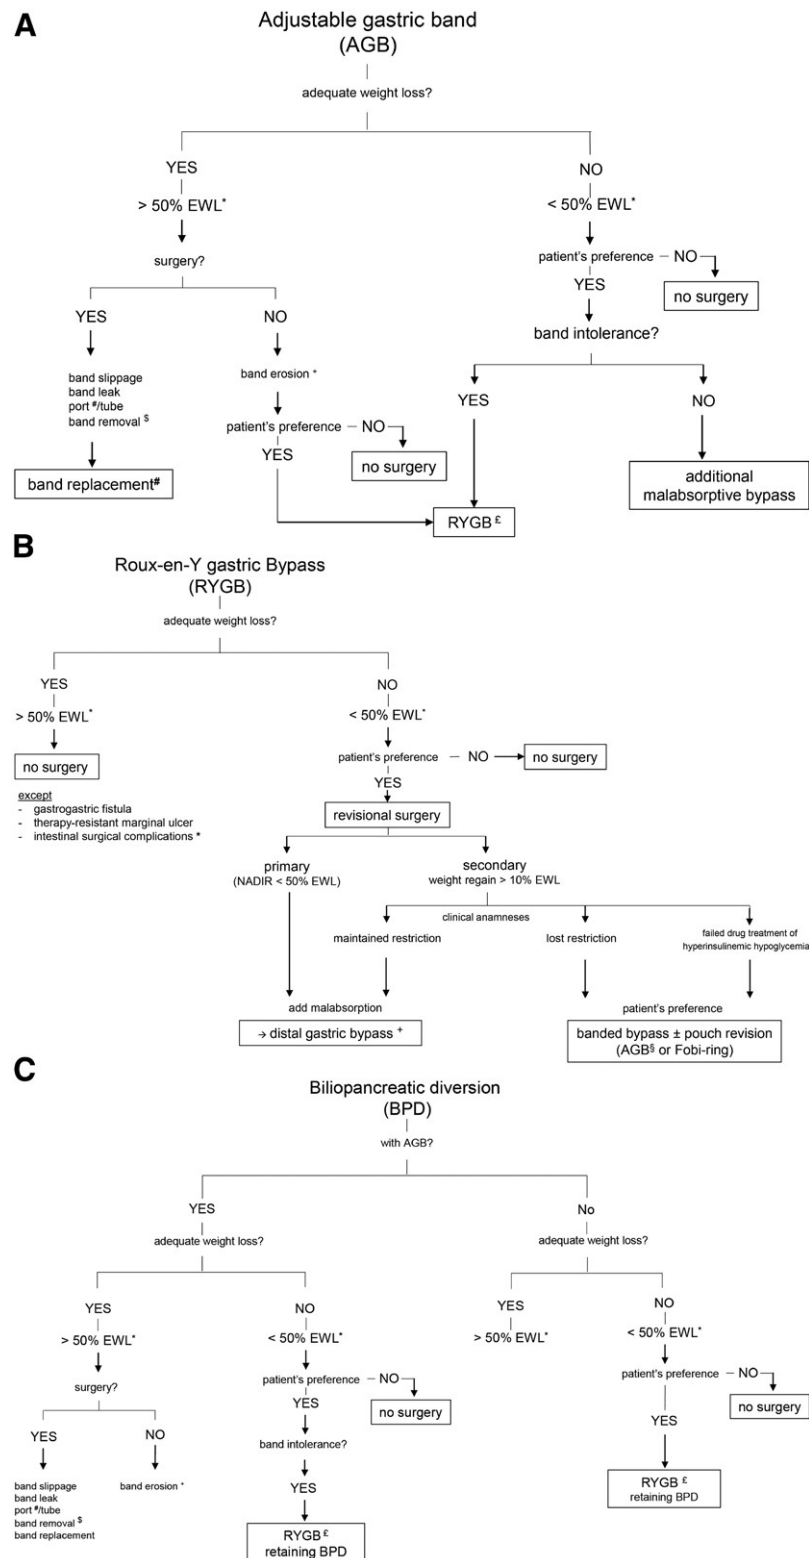 A
Adjustable gastric band
(AGB)
adequate weight loss?
YES
NO
> 50% EWL*
< 50% EWL*
surgery?
patient's preference
NO
YES
no surgery
YES
NO
band intolerance?
band slippage
band leak
port #/tube
band removal $
band erosion +
YES
NO
patient's preference
NO
YES
no surgery
band replacement#
additional
malabsorptive bypass
RYGB £
B
Roux-en-Y gastric Bypass
(RYGB)
adequate weight loss?
YES
NO
> 50% EWL*
< 50% EWL*
no surgery
patient's preference
NO
no surgery
YES
except
- gastrogastric fistula
- therapy-resistant marginal ulcer
- intestinal surgical complications *
revisional surgery
primary
(NADIR < 50% EWL)
secondary
weight regain > 10% EWL
clinical anamneses
maintained restriction
lost restriction
failed drug treatment of
hyperinsulinemic hypoglycemia
add malabsorption
patient's preference
→ distal gastric bypass +
banded bypass ± pouch revision
(AGB§ or Fobi-ring)
C
Biliopancreatic diversion
(BPD)
with AGB?
YES
No
adequate weight loss?
adequate weight loss?
YES
NO
YES
NO
> 50% EWL*
< 50% EWL*
> 50% EWL*
< 50% EWL*
surgery?
patient's preference
NO
patient's preference
NO
YES
no surgery
no surgery
YES
NO
band intolerance?
YES
band slippage
band leak
port #/tube
band removal $
band replacement
band erosion +
YES
RYGB £
retaining BPD
RYGB £
retaining BPD